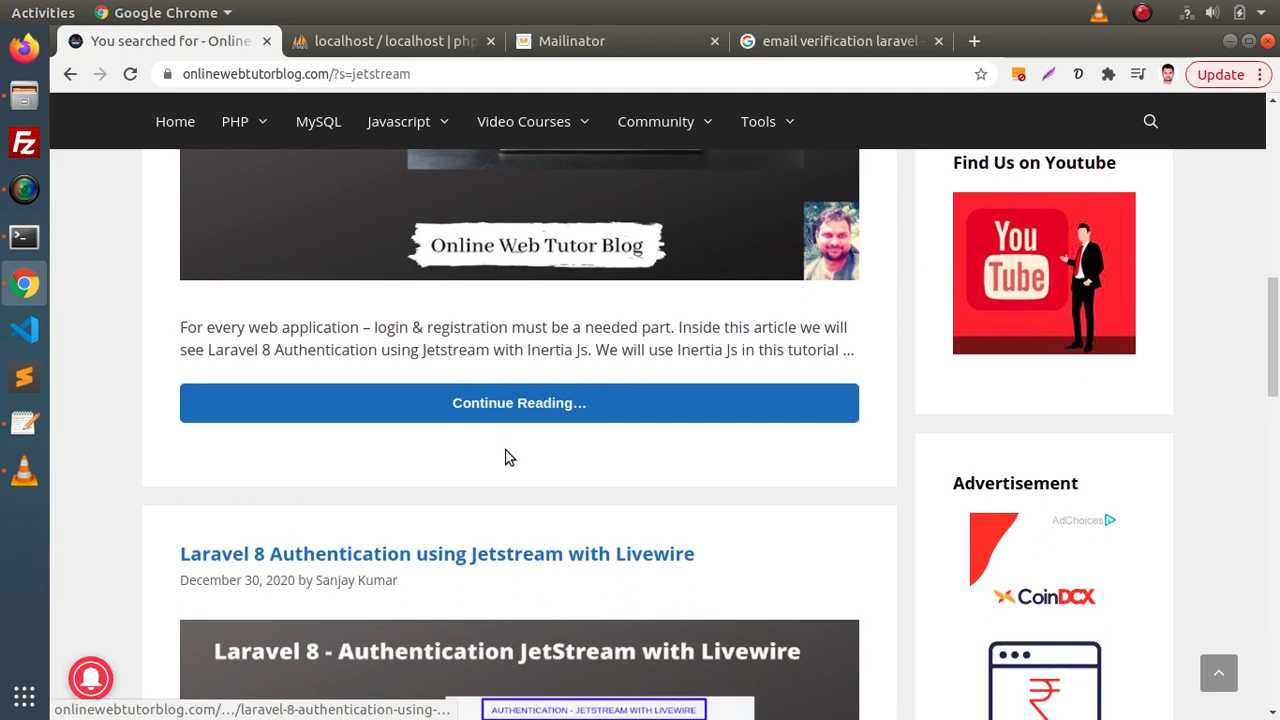 Activities
Google Chrome
You searched for - Online
localhost / localhost | php
Mailinator
email verification laravel
onlinewebtutorblog.com/?s=jetstream
Update
Home
PHP
MySQL
Javascript
Video Courses
Community
Tools
Online Web Tutor Blog
For every web application – login & registration must be a needed part. Inside this article we will
see Laravel 8 Authentication using Jetstream with Inertia Js. We will use Inertia Js in this tutorial ...
Continue Reading...
Laravel 8 Authentication using Jetstream with Livewire
December 30, 2020 by Sanjay Kumar
Laravel 8 - Authentication JetStream with Livewire
AUTHENTICATION - JETSTREAM WITH LIVEWIRE
Find Us on Youtube
You
Tube
Advertisement
AdChoices
CoinDCX
onlinewebtutorblog.com/.../laravel-8-authentication-using-...